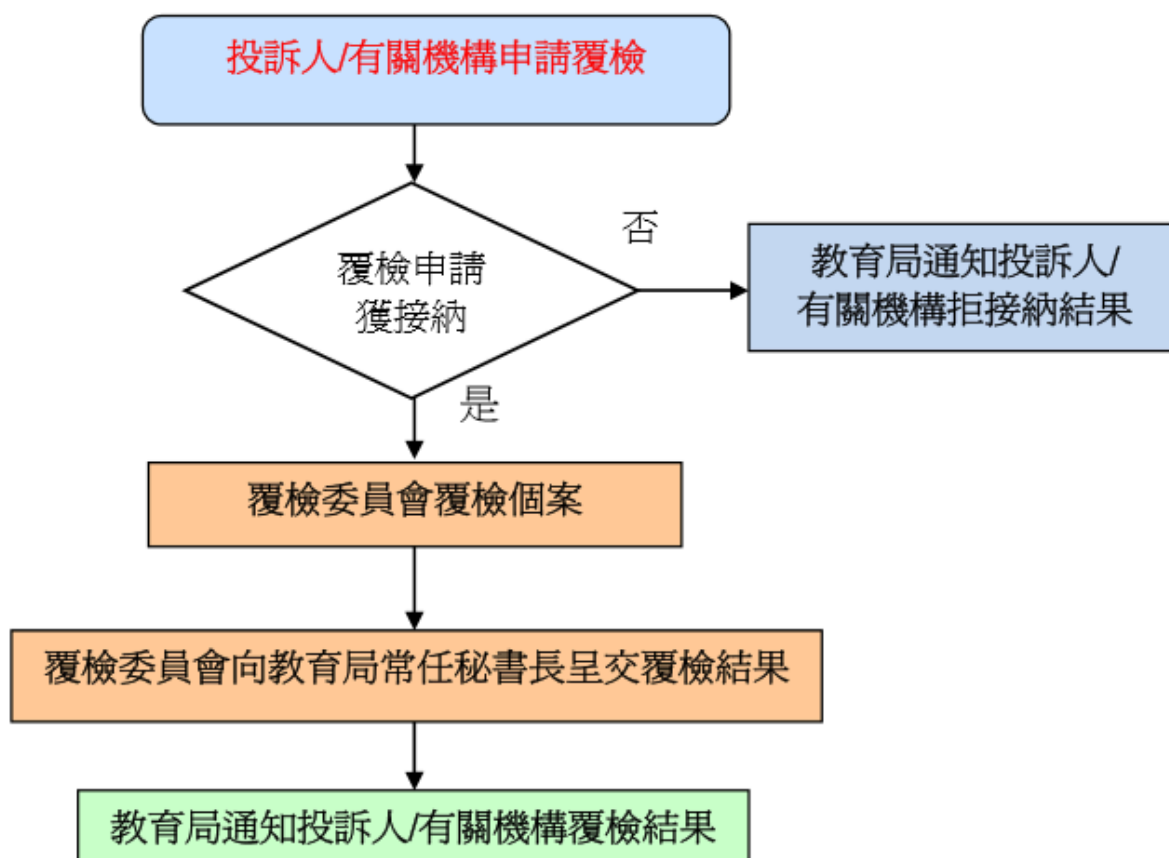 投訴人/有關機構申請覆檢
覆檢申請
獲接納
否
教育局通知投訴人/
有關機構拒接納結果
是
覆檢委員會覆檢個案
覆檢委員會向教育局常任秘書長呈交覆檢結果
教育局通知投訴人/有關機構覆檢結果